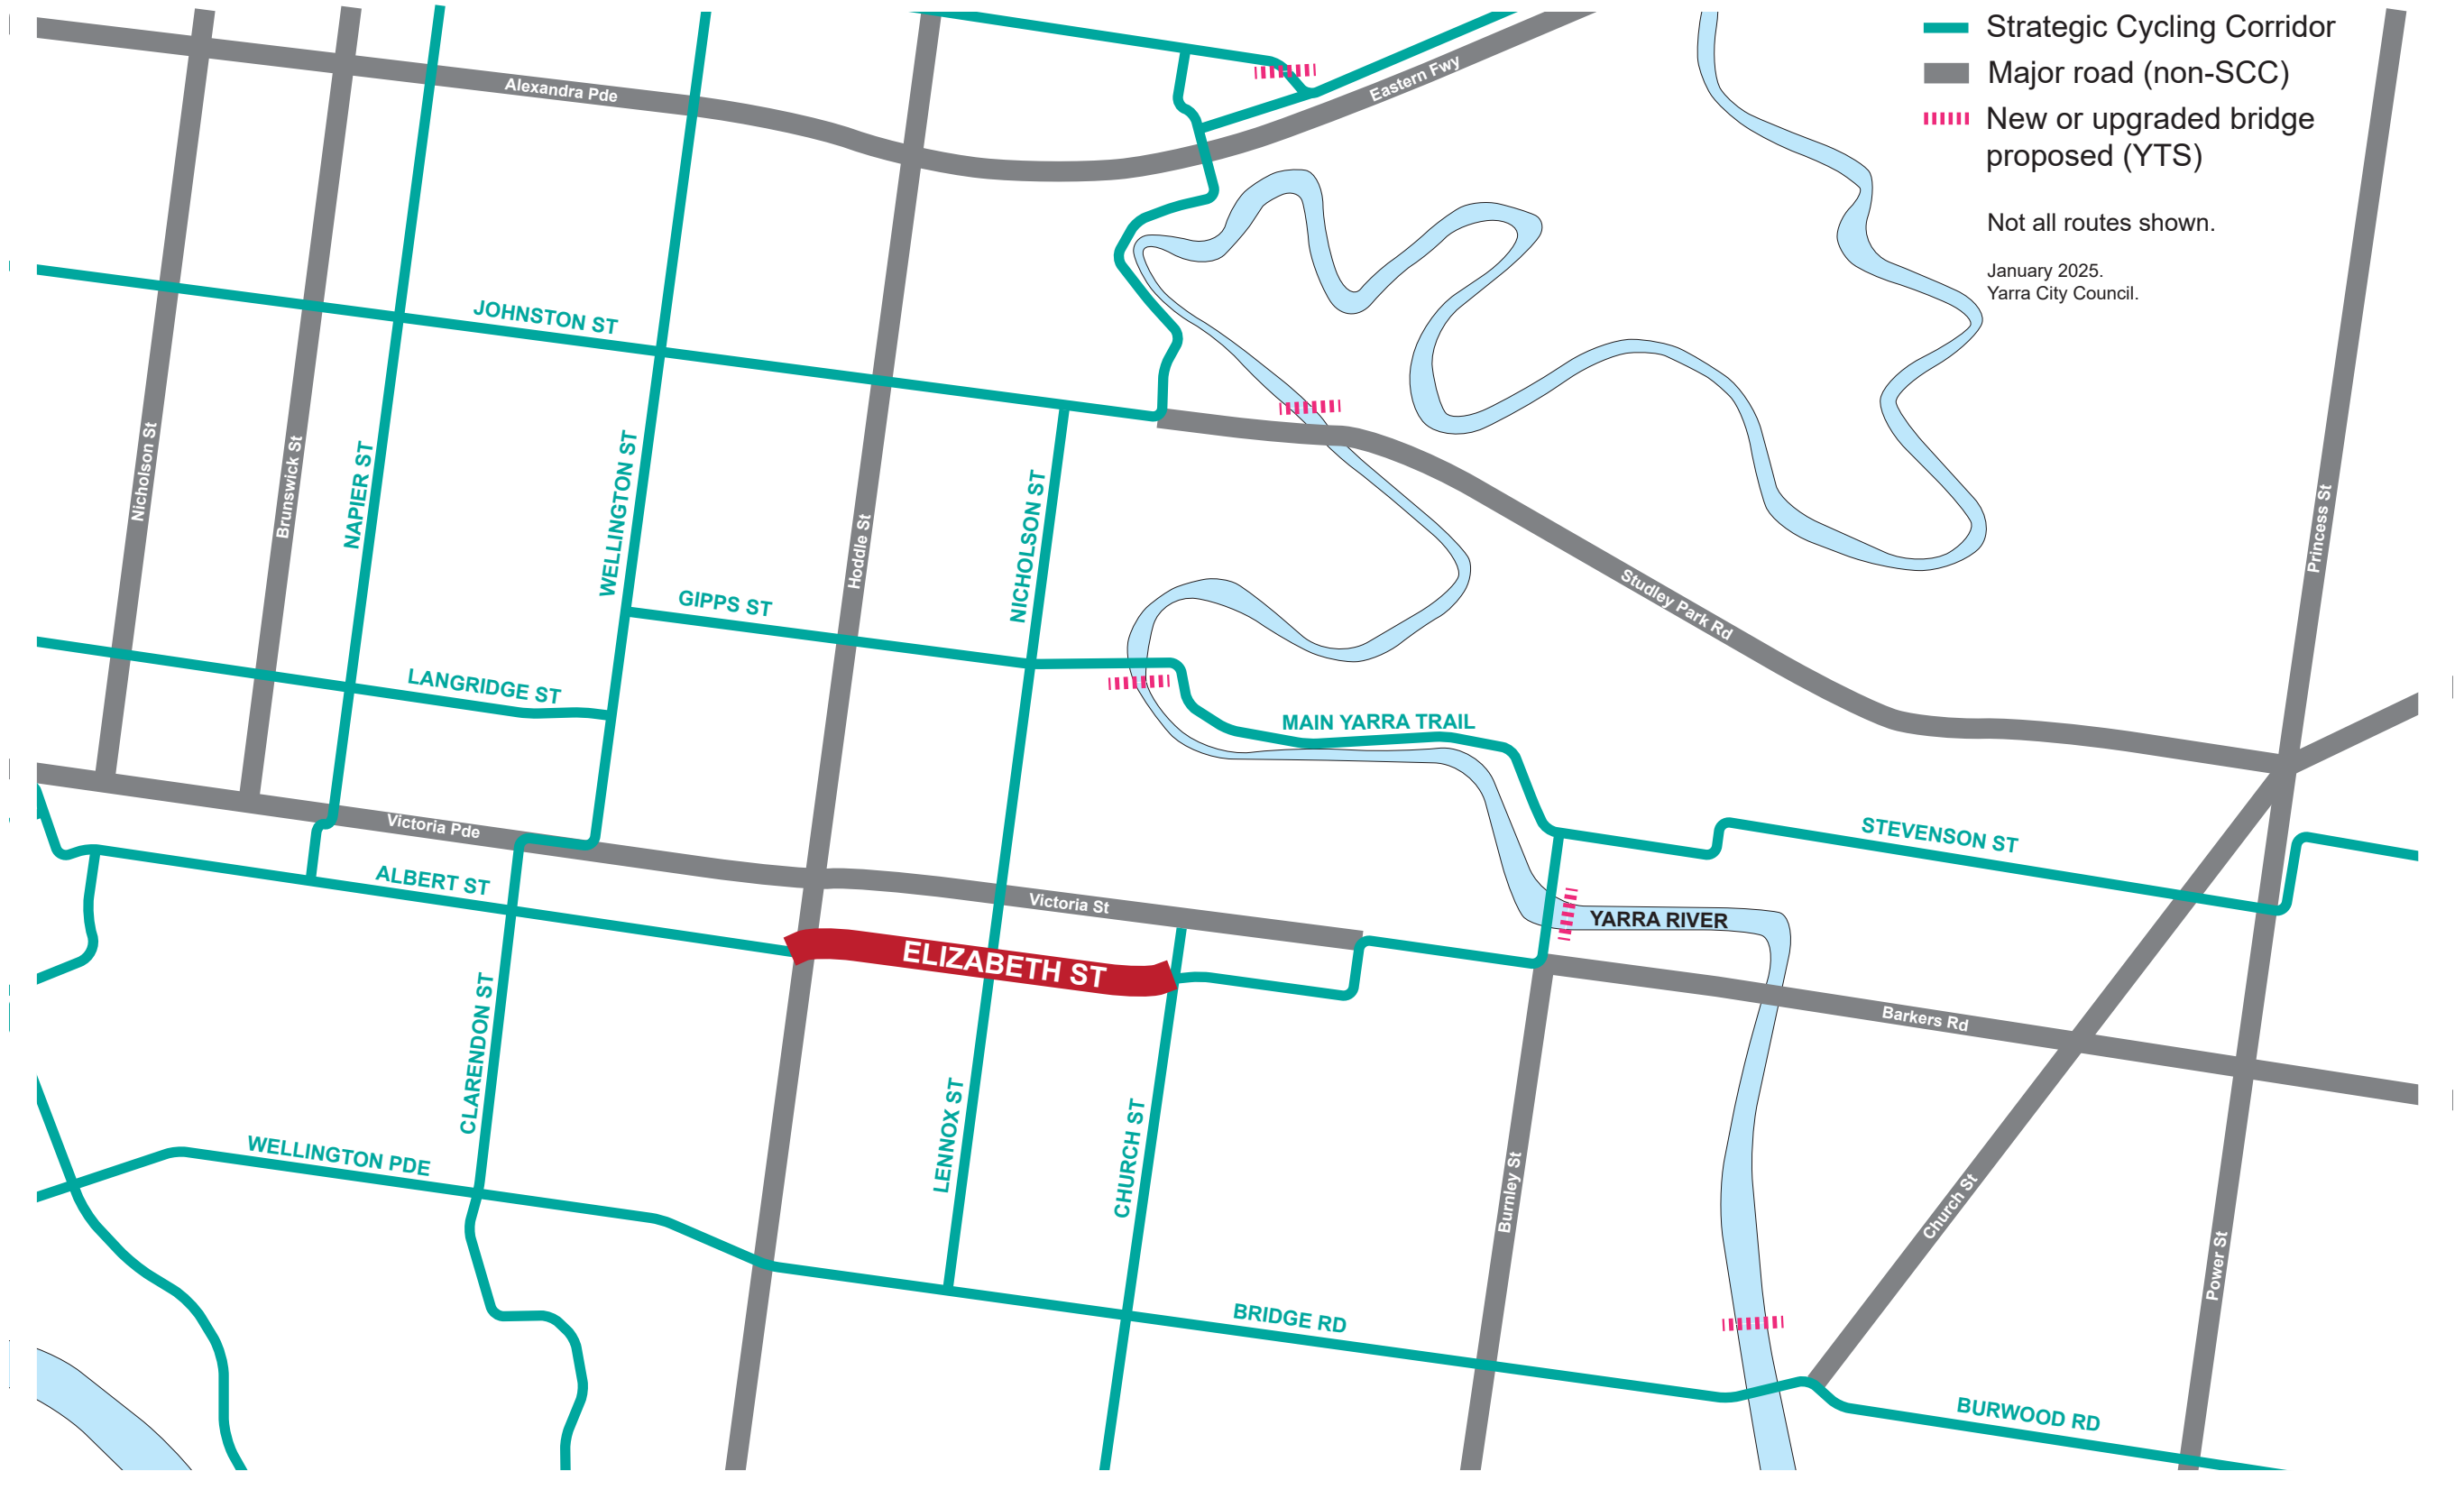 Strategic Cycling Corridor
Major road (non-SCC)
New or upgraded bridge
proposed (YTS)
Not all routes shown.
January 2025.
Yarra City Council.
Alexandra Pde
Eastern Fwy
JOHNSTON ST
Nicholson St
Brunswick St
NAPIER ST
WELLINGTON ST
Hoddle St
NICHOLSON ST
Princess St
Studley Park Rd
GIPPS ST
LANGRIDGE ST
MAIN YARRA TRAIL
Victoria Pde
STEVENSON ST
ALBERT ST
Victoria St
YARRA RIVER
ELIZABETH ST
Barkers Rd
CLARENDON ST
LENNOX ST
CHURCH ST
WELLINGTON PDE
Burnley St
Church St
Power St
BRIDGE RD
BURWOOD RD